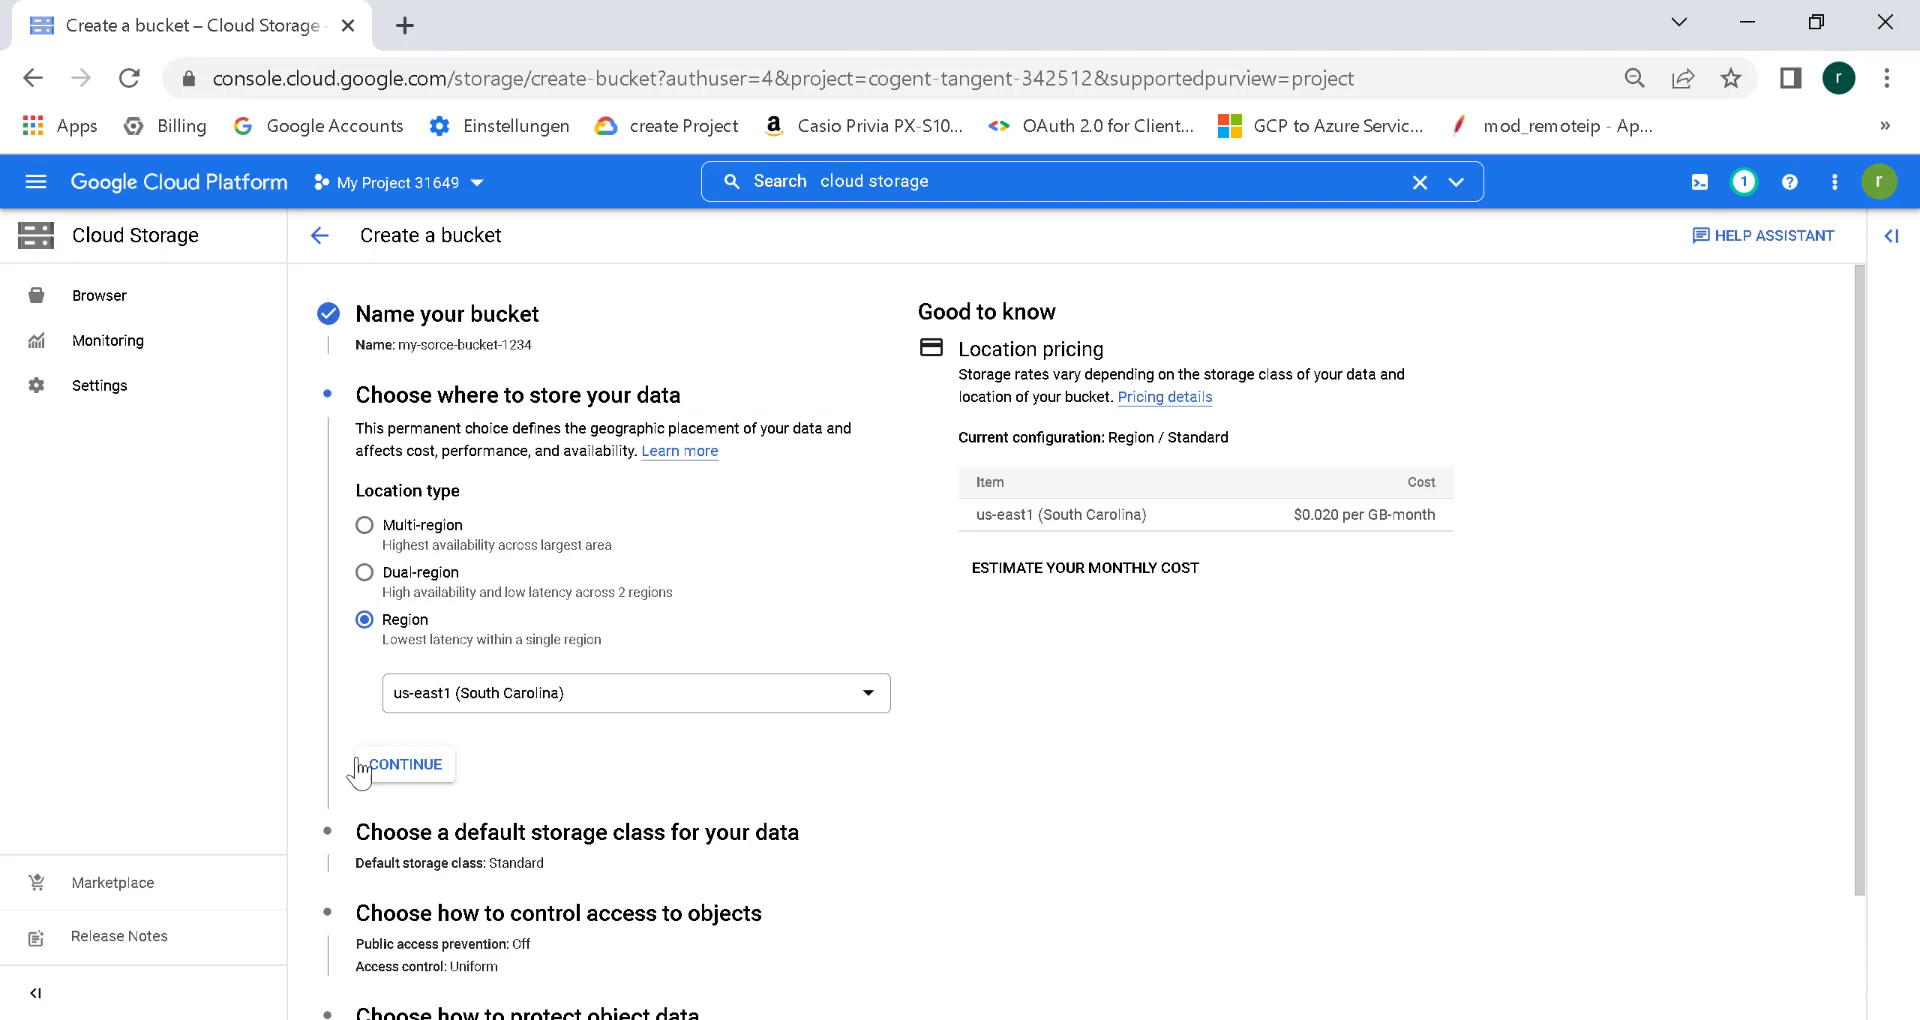 Create a bucket – Cloud Storage -
console.cloud.google.com/storage/create-bucket?authuser=4&project=cogent-tangent-342512&supportedpurview=project
r
Apps
Billing
Google Accounts
Einstellungen
create Project
Casio Privia PX-S10...
OAuth 2.0 for Client...
GCP to Azure Servic...
mod_remoteip - Ap...
»
Google Cloud Platform
My Project 31649
Search cloud storage
1
r
Cloud Storage
Create a bucket
HELP ASSISTANT
Browser
Monitoring
Settings
Marketplace
Release Notes
Name your bucket
Name: my-sorce-bucket-1234
Choose where to store your data
This permanent choice defines the geographic placement of your data and
affects cost, performance, and availability. Learn more
Location type
Multi-region
Highest availability across largest area
Dual-region
High availability and low latency across 2 regions
Region
Lowest latency within a single region
us-east1 (South Carolina)
CONTINUE
Choose a default storage class for your data
Default storage class: Standard
Choose how to control access to objects
Public access prevention: Off
Access control: Uniform
Choose how to protect object data
Good to know
Location pricing
Storage rates vary depending on the storage class of your data and
location of your bucket. Pricing details
Current configuration: Region / Standard
Item Cost
us-east1 (South Carolina) $0.020 per GB-month
ESTIMATE YOUR MONTHLY COST